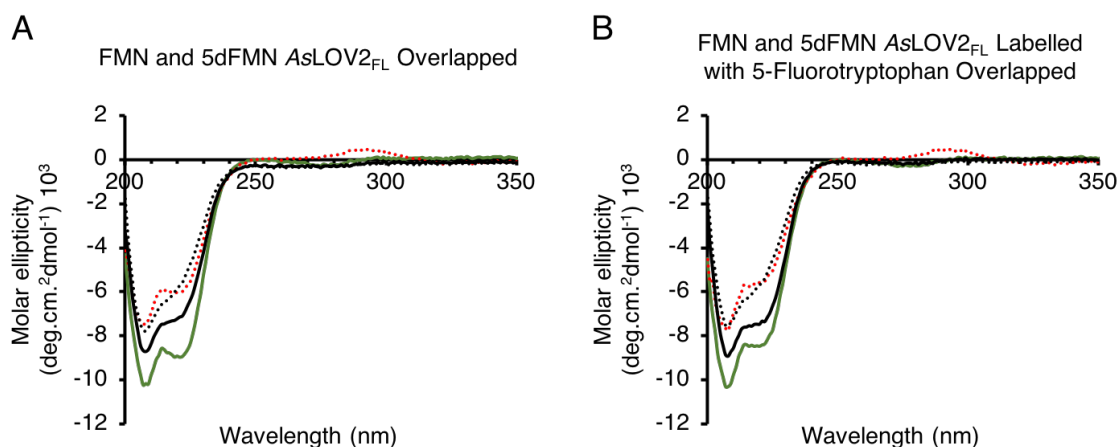 A
FMN and 5dFMN AsLOV2FL Overlapped
2
0
-2
-4
-6
-8
-10
-12
200
250
300
350
Molar ellipticity
(deg.cm.²dmol⁻¹) 10³
Wavelength (nm)
B
FMN and 5dFMN AsLOV2FL Labelled
with 5-Fluorotryptophan Overlapped
2
0
-2
-4
-6
-8
-10
-12
200
250
300
350
Molar ellipticity
(deg.cm.²dmol⁻¹) 10³
Wavelength (nm)